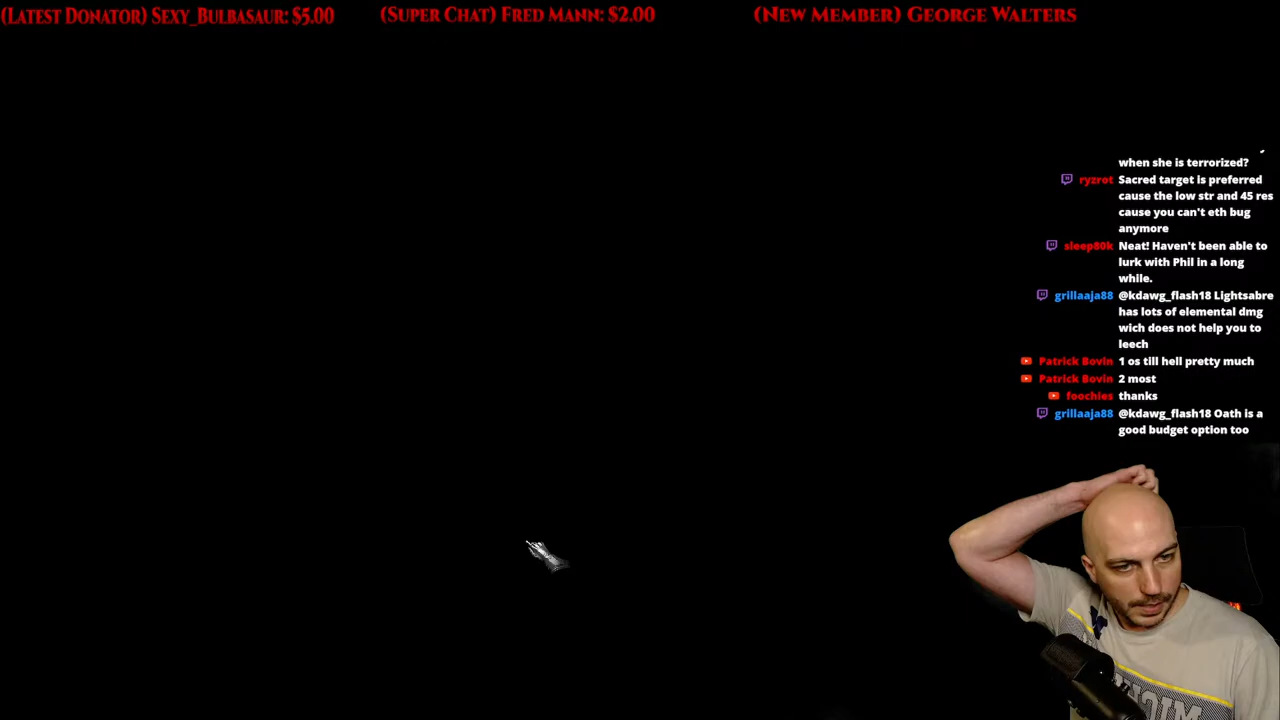 (Latest Donator) Sexy_Bulbasaur: $5.00
(Super Chat) Fred Mann: $2.00
(New Member) George Walters
when she is terrorized?
ryzrot Sacred target is preferred
cause the low str and 45 res
cause you can't eth bug
anymore
sleep80k Neat! Haven't been able to
lurk with Phil in a long
while.
grillaaja88 @kdawg_flash18 Lightsabre
has lots of elemental dmg
wich does not help you to
leech
Patrick Bovin 1 os till hell pretty much
Patrick Bovin 2 most
foochies thanks
grillaaja88 @kdawg_flash18 Oath is a
good budget option too